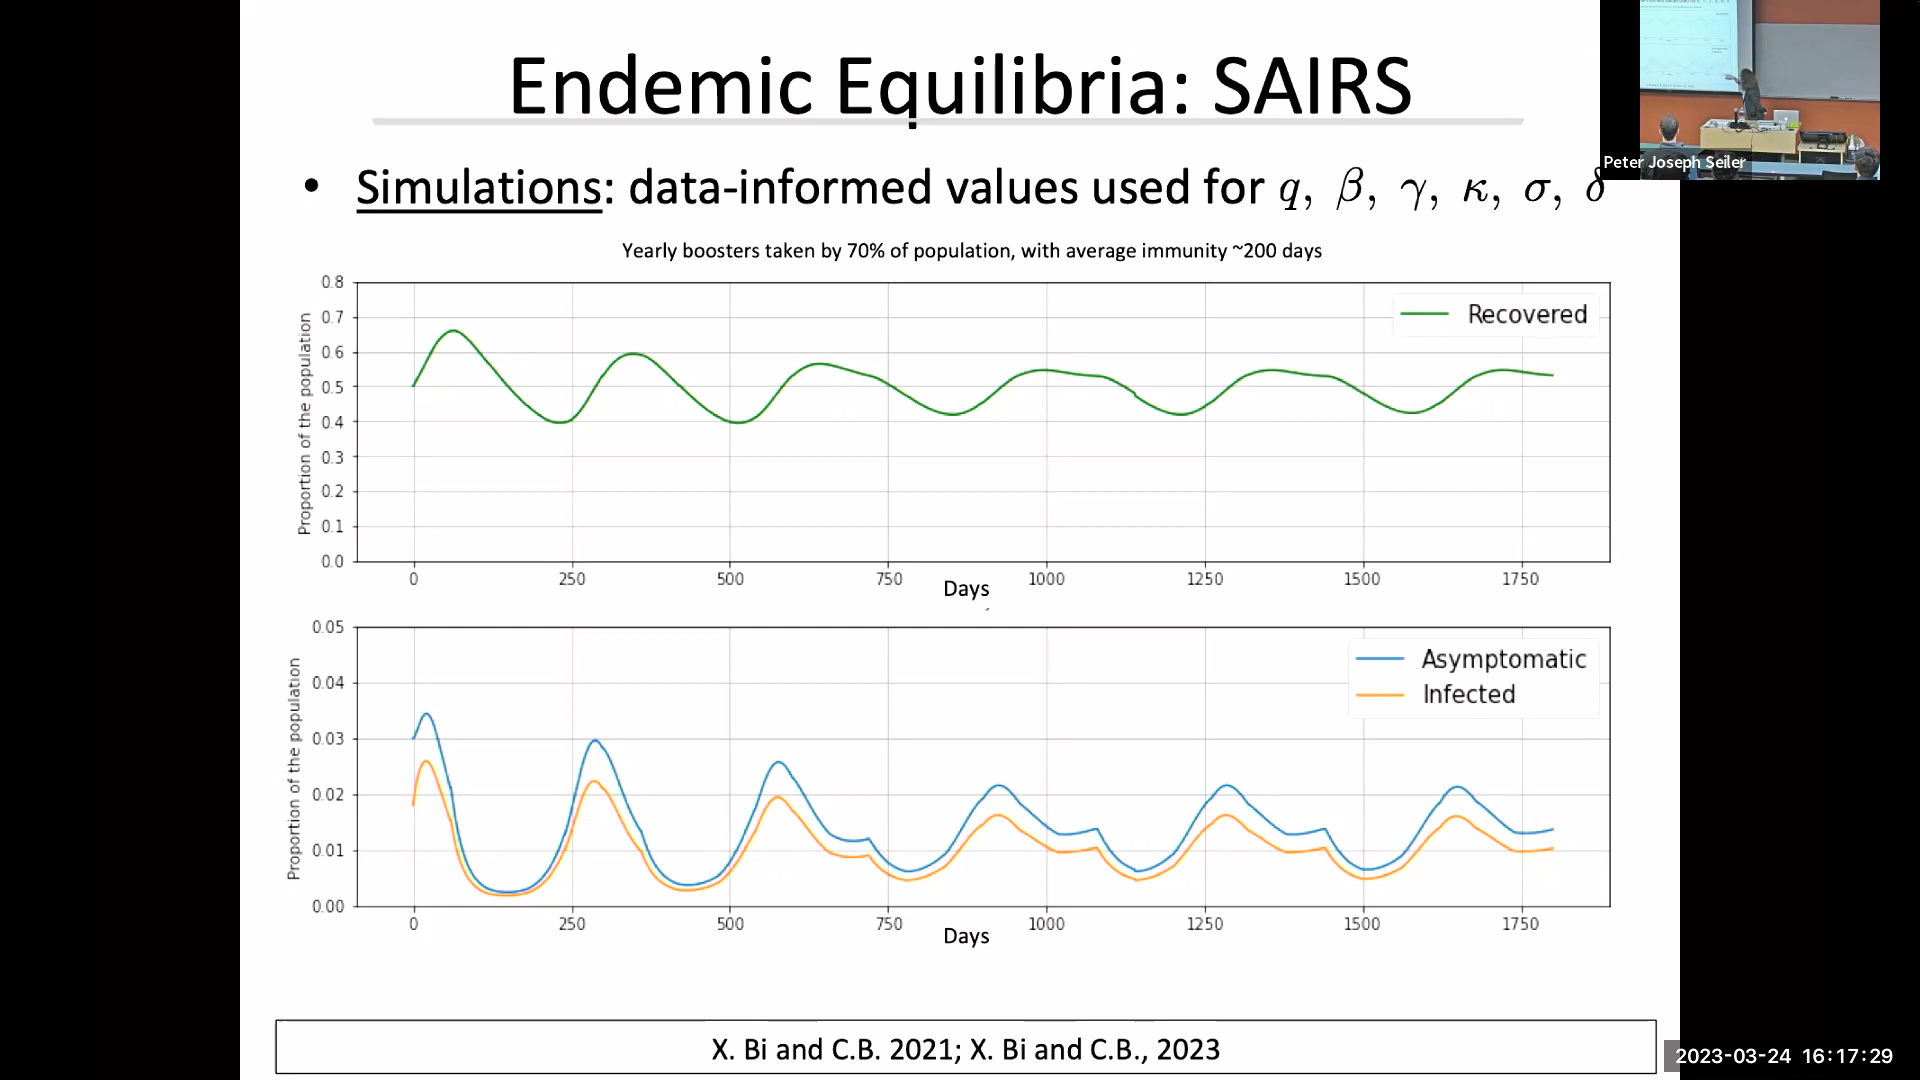 Endemic Equilibria: SAIRS
Peter Joseph Seiler
• Simulations: data-informed values used for q, β, γ, κ, σ, δ
Yearly boosters taken by 70% of population, with average immunity ~200 days
Proportion of the population
0.8
0.7
0.6
0.5
0.4
0.3
0.2
0.1
0.0
Recovered
0 250 500 750 1000 1250 1500 1750
Days
Proportion of the population
0.05
0.04
0.03
0.02
0.01
0.00
Asymptomatic
Infected
0 250 500 750 1000 1250 1500 1750
Days
X. Bi and C.B. 2021; X. Bi and C.B., 2023
2023-03-24 16:17:29